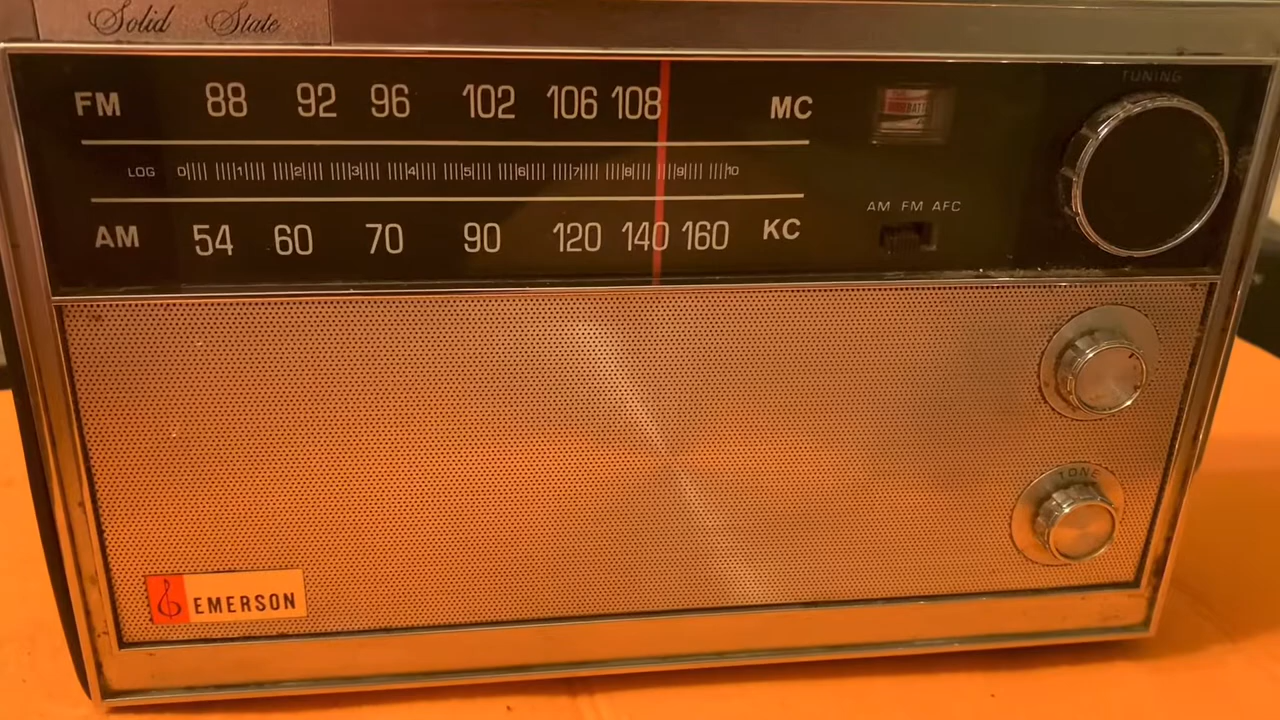 Solid State
TUNING
FM 88 92 96 102 106 108 MC
LOG 0 1 2 3 4 5 6 7 8 9 10
AM FM AFC
AM 54 60 70 90 120 140 160 KC
TONE
EMERSON